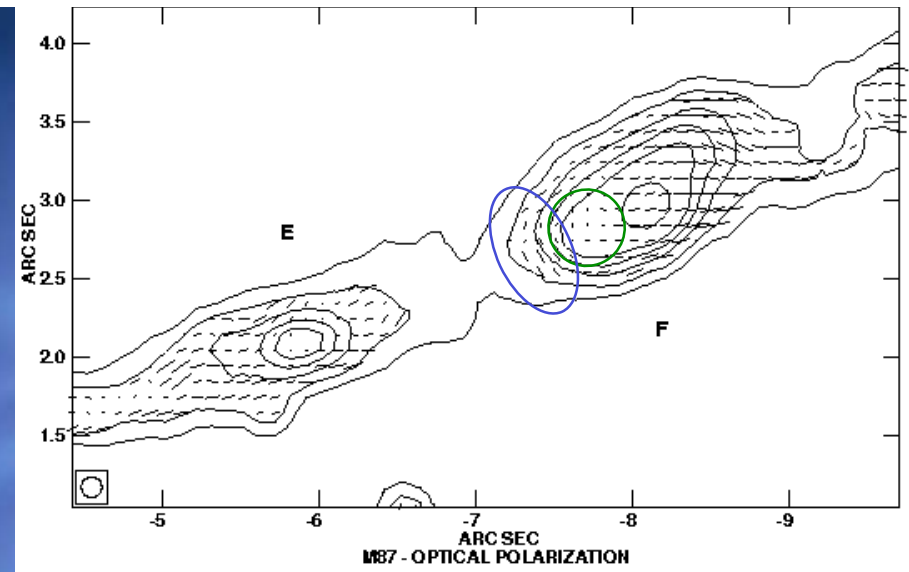 4.0
3.5
3.0
2.5
2.0
1.5
ARC SEC
E
F
-5 -6 -7 -8 -9
ARC SEC
M87 - OPTICAL POLARIZATION